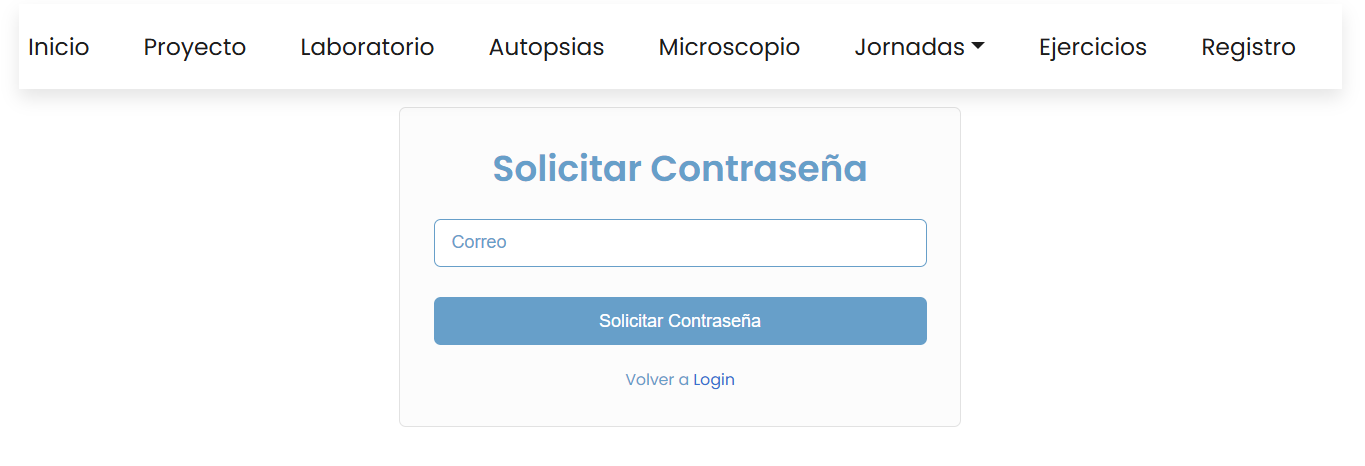 Inicio Proyecto Laboratorio Autopsias Microscopio Jornadas Ejercicios Registro
Solicitar Contraseña
Correo
Solicitar Contraseña
Volver a Login